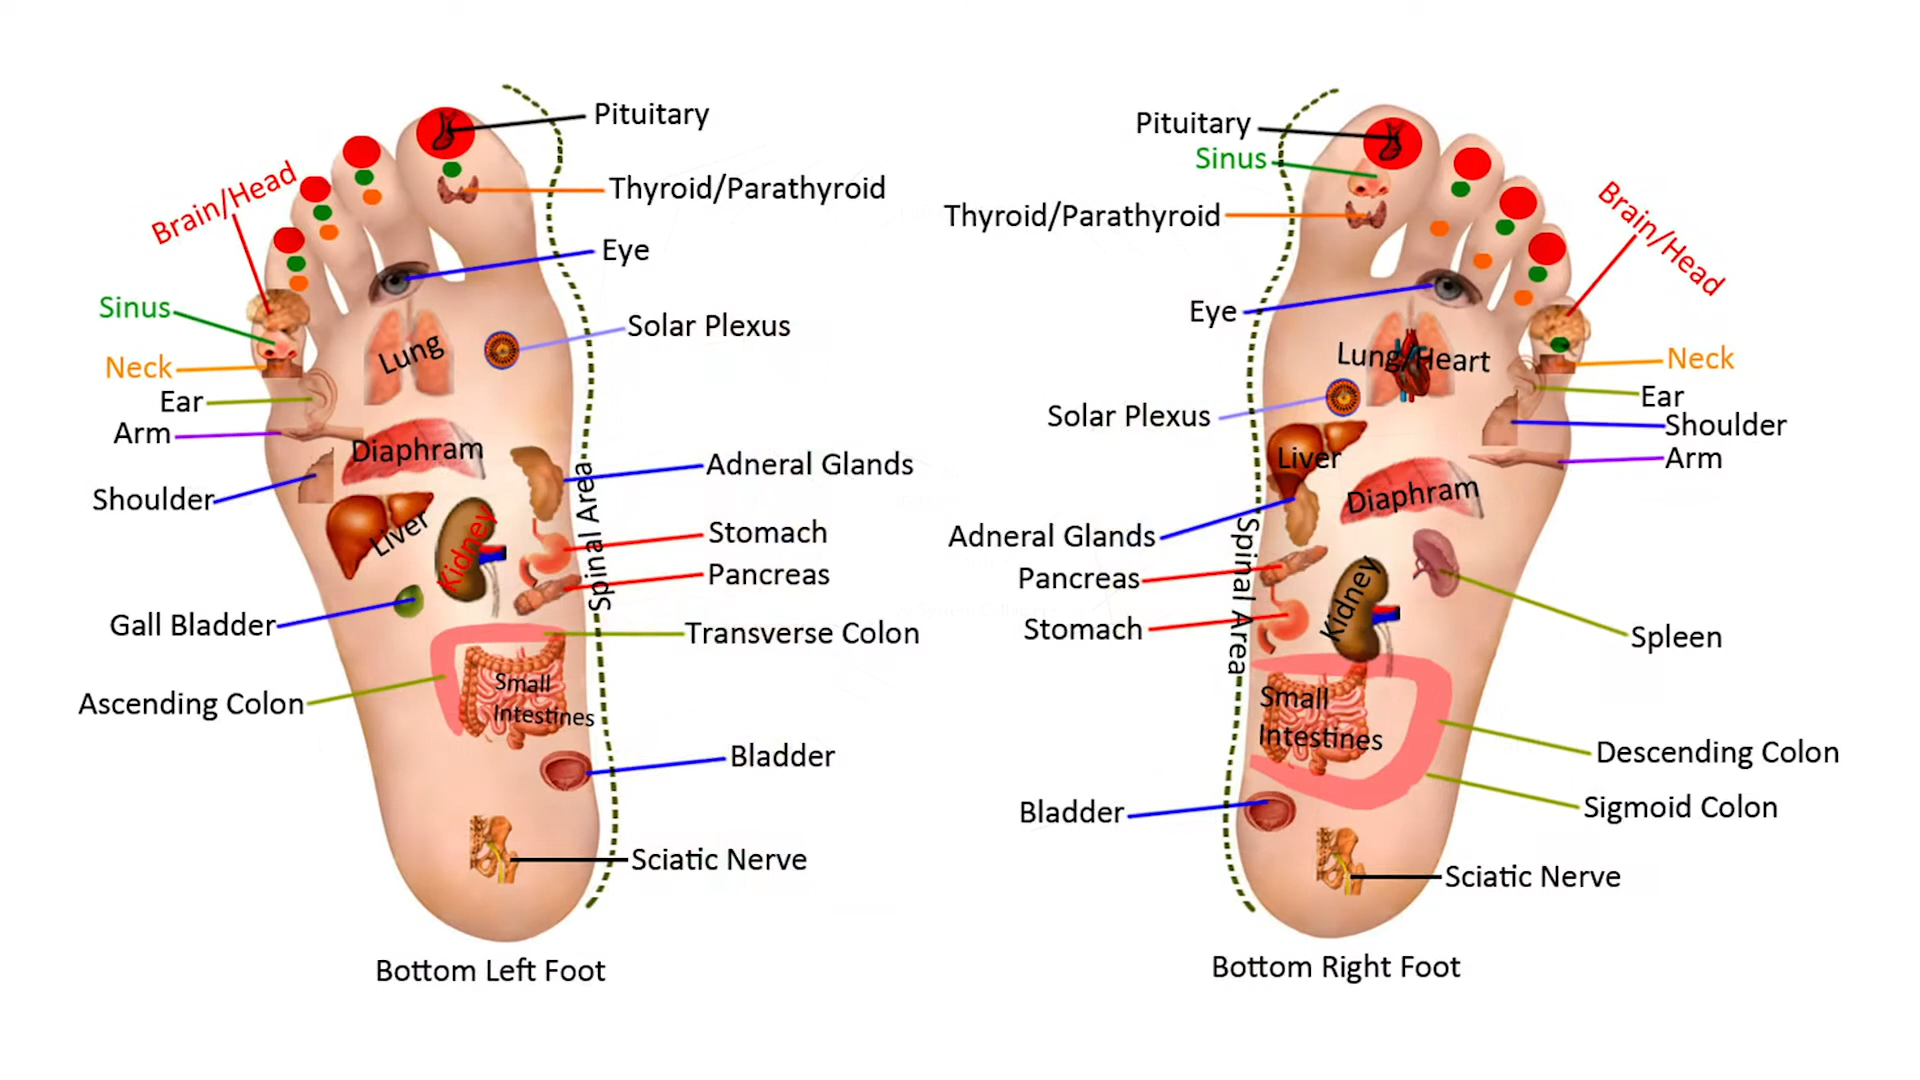 Pituitary
Thyroid/Parathyroid
Brain/Head
Eye
Sinus
Solar Plexus
Lung
Neck
Ear
Arm
Diaphram
Adneral Glands
Shoulder
Liver
Kidney
Stomach
Spinal Area
Pancreas
Gall Bladder
Transverse Colon
Small
Intestines
Ascending Colon
Bladder
Sciatic Nerve
Bottom Left Foot
Pituitary
Sinus
Thyroid/Parathyroid
Brain/Head
Eye
Lung/Heart
Neck
Ear
Solar Plexus
Shoulder
Liver
Arm
Diaphram
Adneral Glands
Spinal Area
Pancreas
Kidney
Stomach
Spleen
Small
Intestines
Descending Colon
Sigmoid Colon
Bladder
Sciatic Nerve
Bottom Right Foot